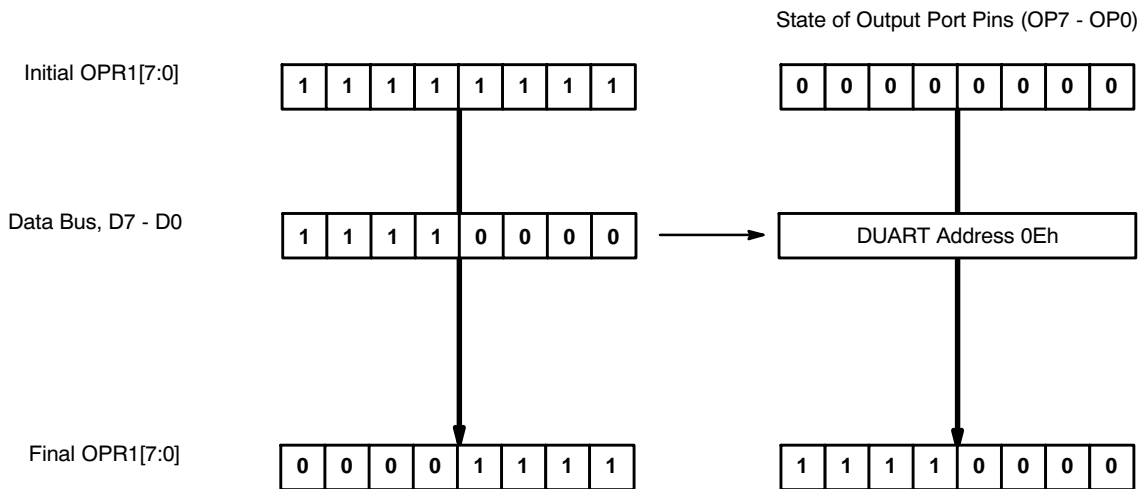 State of Output Port Pins (OP7 - OP0)
Initial OPR1[7:0] 1 1 1 1 1 1 1 1 0 0 0 0 0 0 0 0
Data Bus, D7 - D0 1 1 1 1 0 0 0 0 DUART Address 0Eh
Final OPR1[7:0] 0 0 0 0 1 1 1 1 1 1 1 1 0 0 0 0